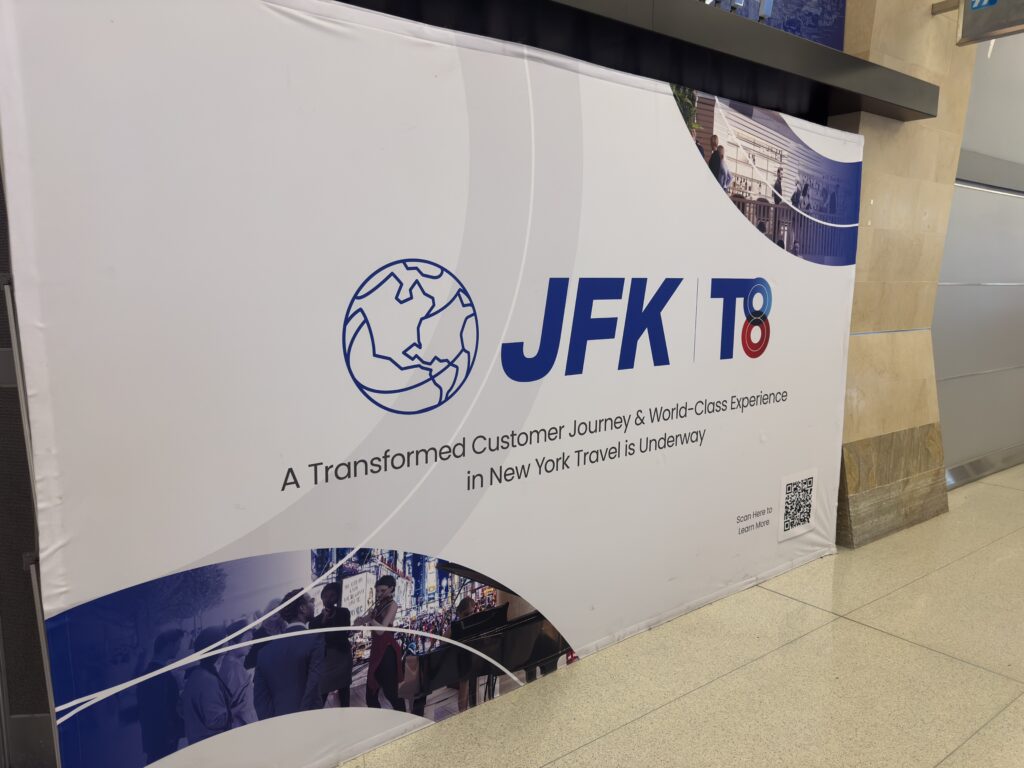 JFK | T8
A Transformed Customer Journey & World-Class Experience
in New York Travel is Underway
Scan Here to
Learn More